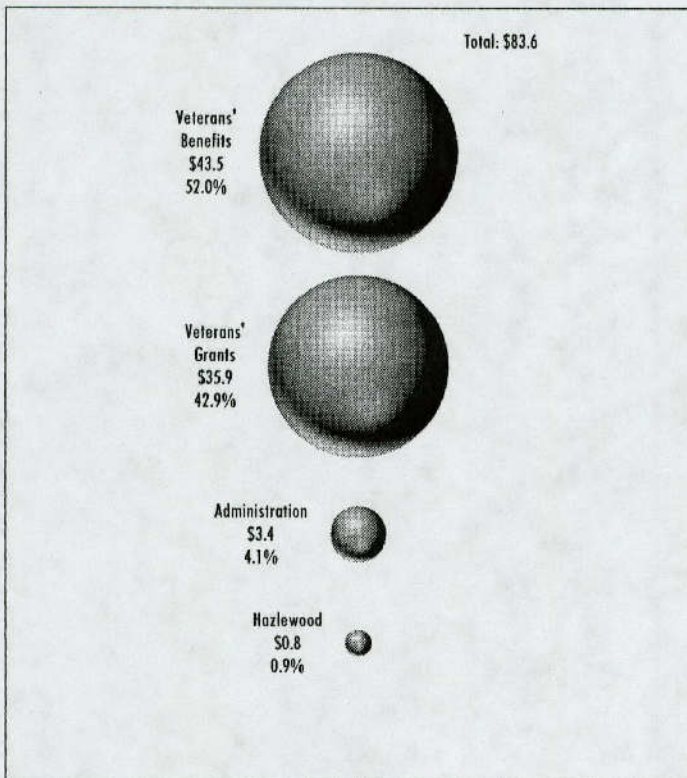 Total: $83.6
Veterans'
Benefits
$43.5
52.0%
Veterans'
Grants
$35.9
42.9%
Administration
$3.4
4.1%
Hazlewood
$0.8
0.9%